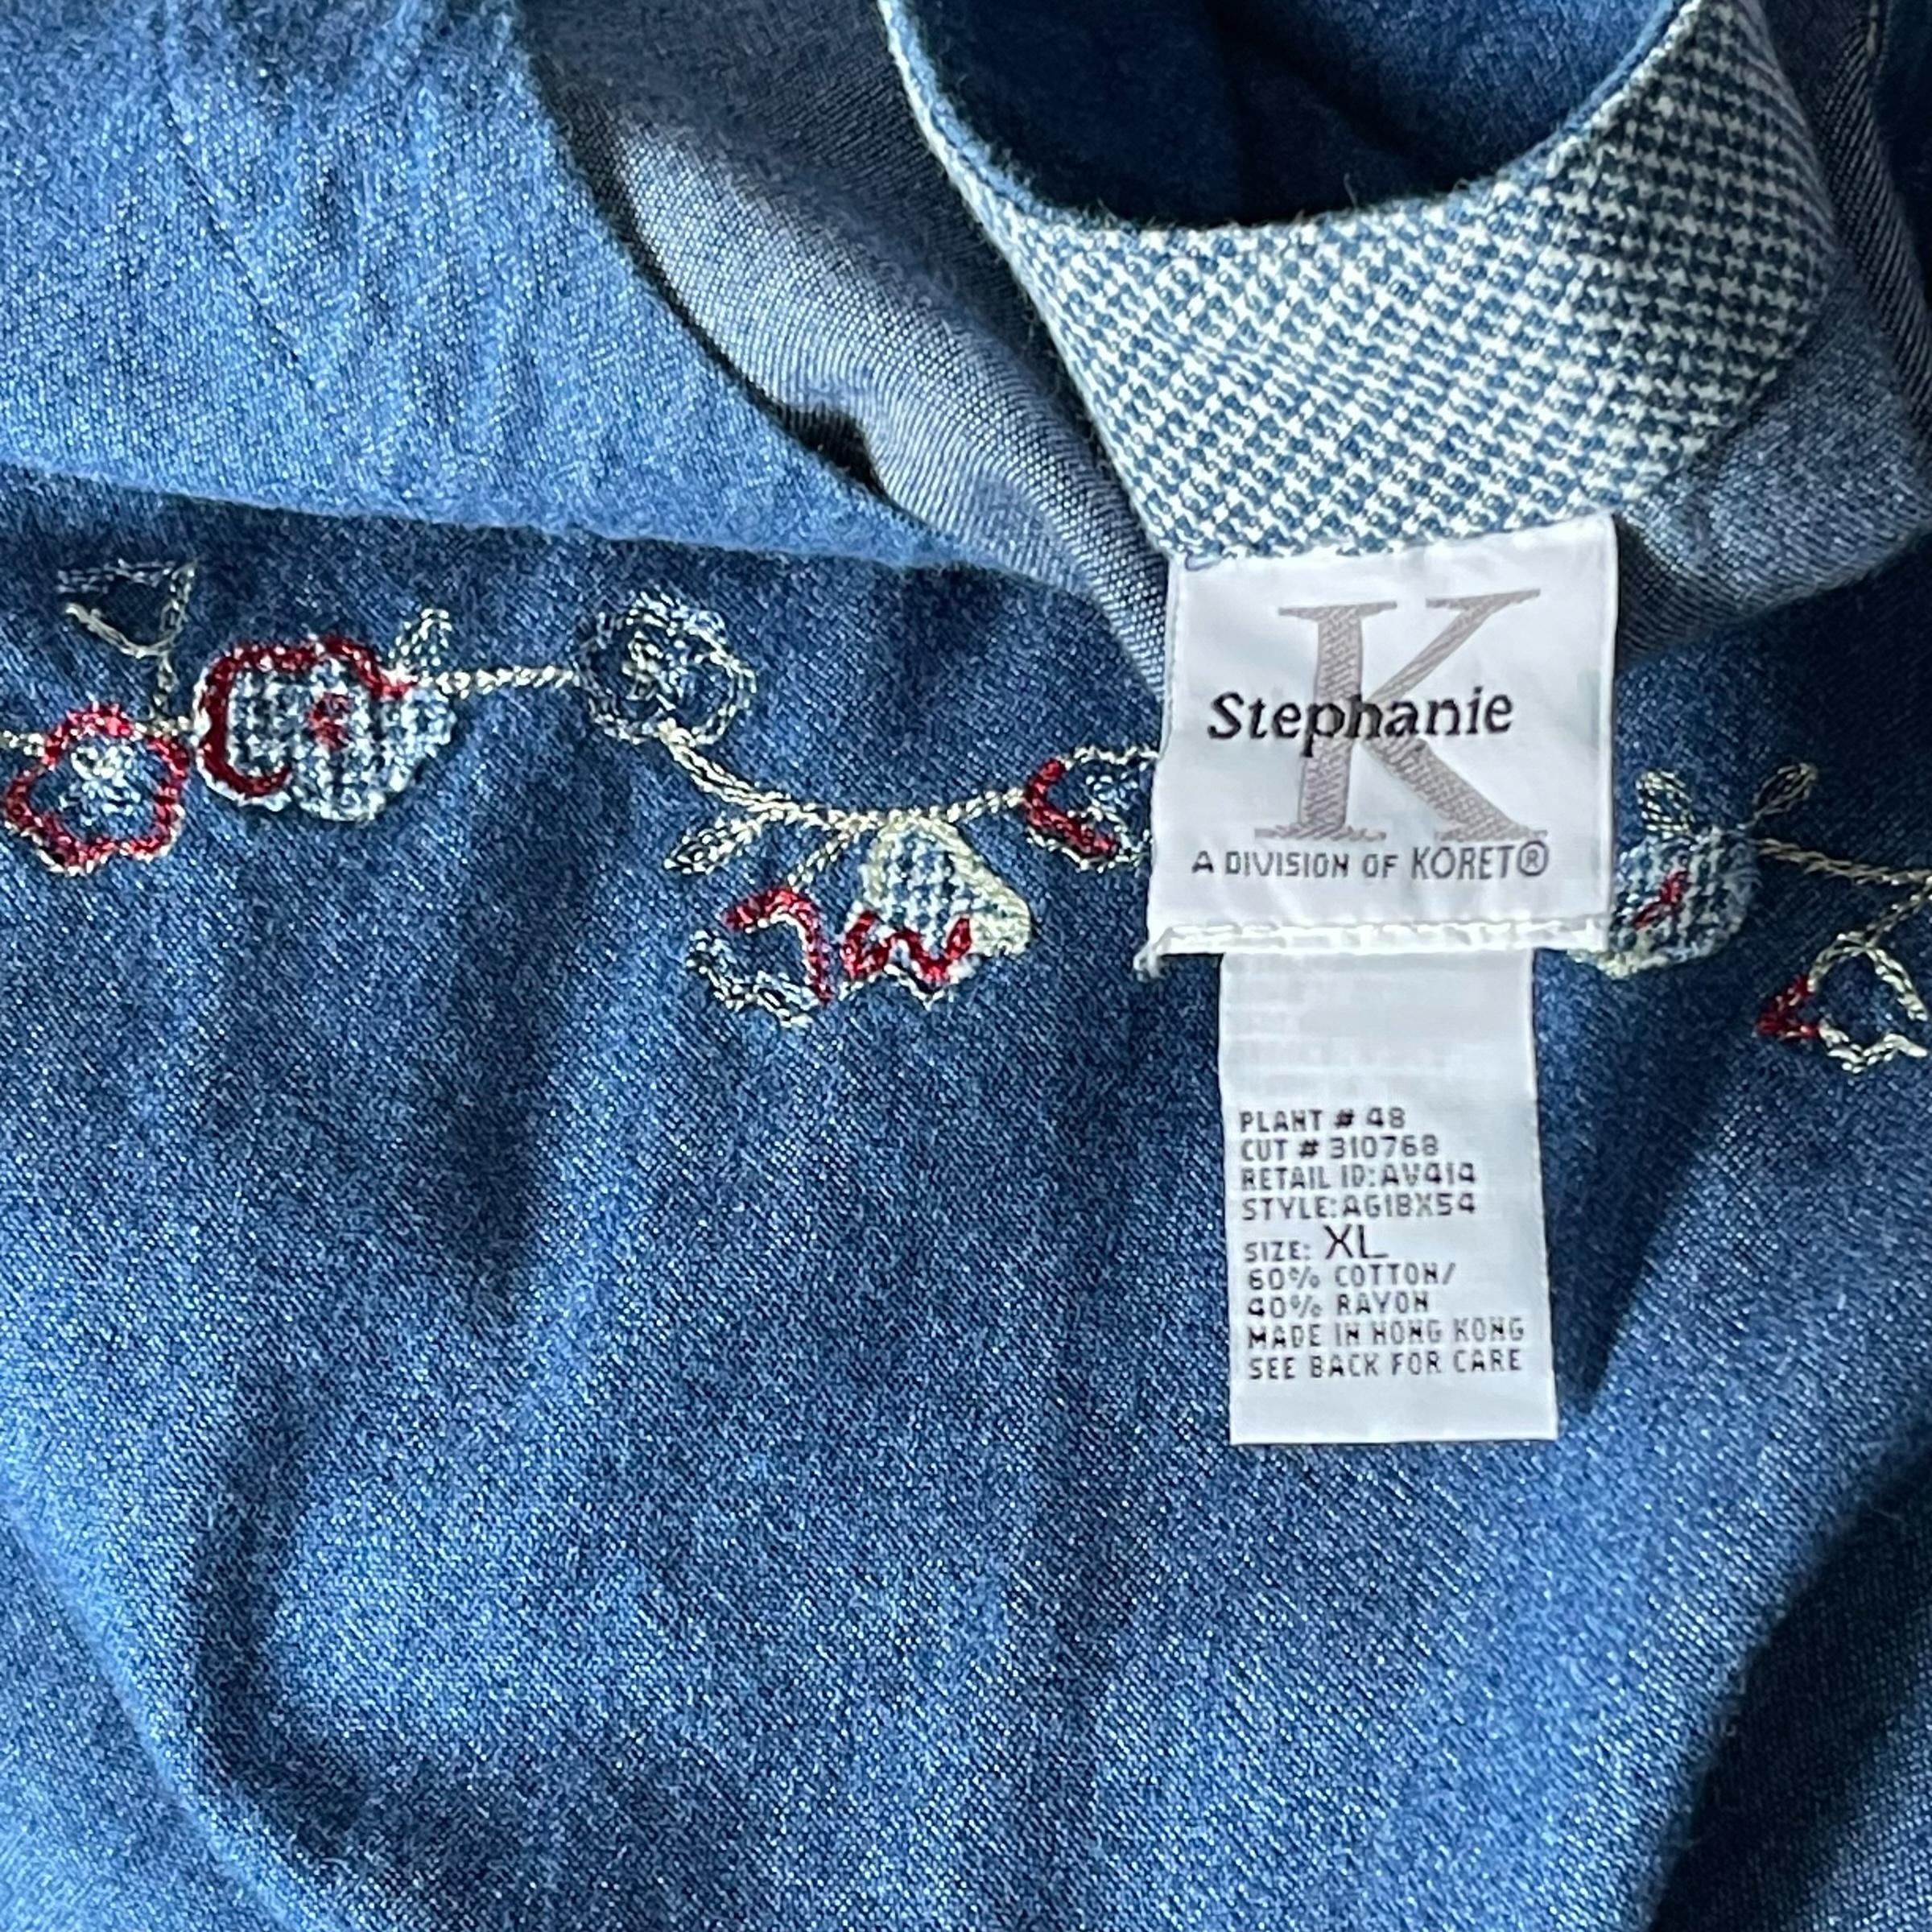 K
Stephanie
A DIVISION OF KORET®
PLANT # 48
CUT # 310768
RETAIL ID:AV414
STYLE:AG18X54
SIZE: XL
60% COTTON/
40% RAYON
MADE IN HONG KONG
SEE BACK FOR CARE